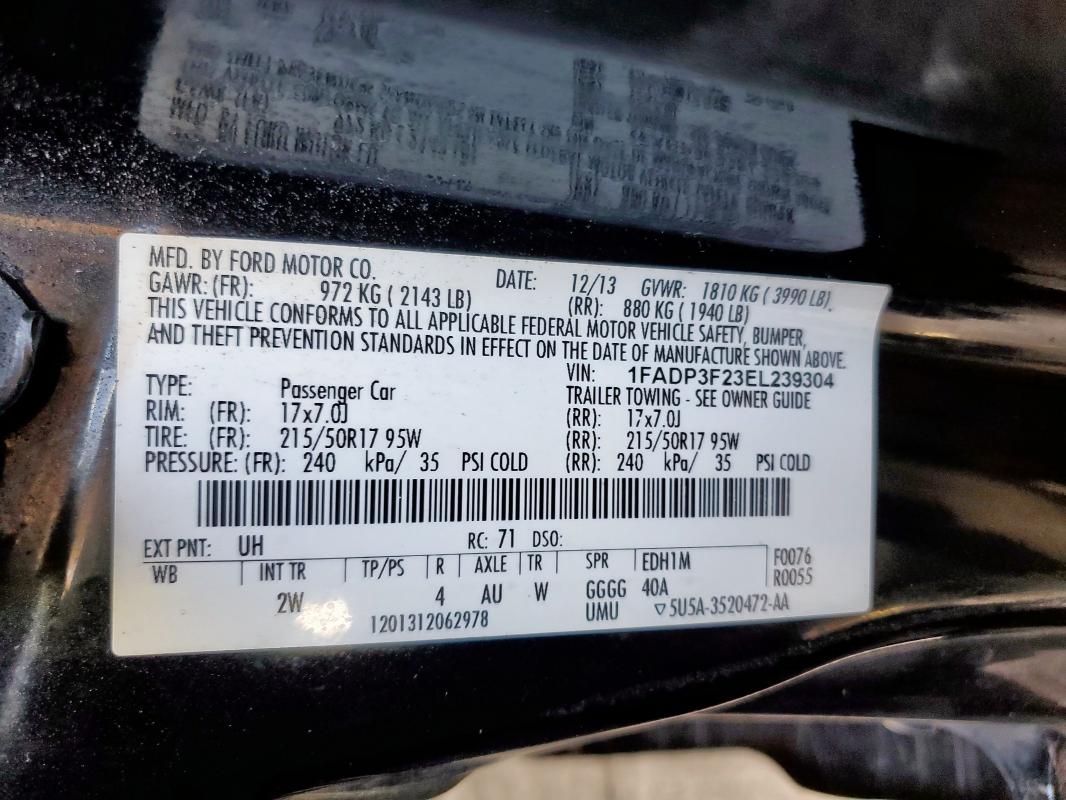 MFD. BY FORD MOTOR CO. DATE: 12/13 GVWR: 1810 KG ( 3990 LB).
GAWR: (FR): 972 KG ( 2143 LB) (RR): 880 KG ( 1940 LB)
THIS VEHICLE CONFORMS TO ALL APPLICABLE FEDERAL MOTOR VEHICLE SAFETY, BUMPER,
AND THEFT PREVENTION STANDARDS IN EFFECT ON THE DATE OF MANUFACTURE SHOWN ABOVE.
VIN: 1FADP3F23EL239304
TYPE: Passenger Car TRAILER TOWING - SEE OWNER GUIDE
RIM: (FR): 17x7.0J (RR): 17x7.0J
TIRE: (FR): 215/50R17 95W (RR): 215/50R17 95W
PRESSURE: (FR): 240 kPa/ 35 PSI COLD (RR): 240 kPa/ 35 PSI COLD
EXT PNT: UH RC: 71 DSO:
WB INT TR TP/PS R AXLE TR SPR EDH1M F0076
2W 4 AU W GGGG 40A R0055
1201312062978 UMU ▽5U5A-3520472-AA